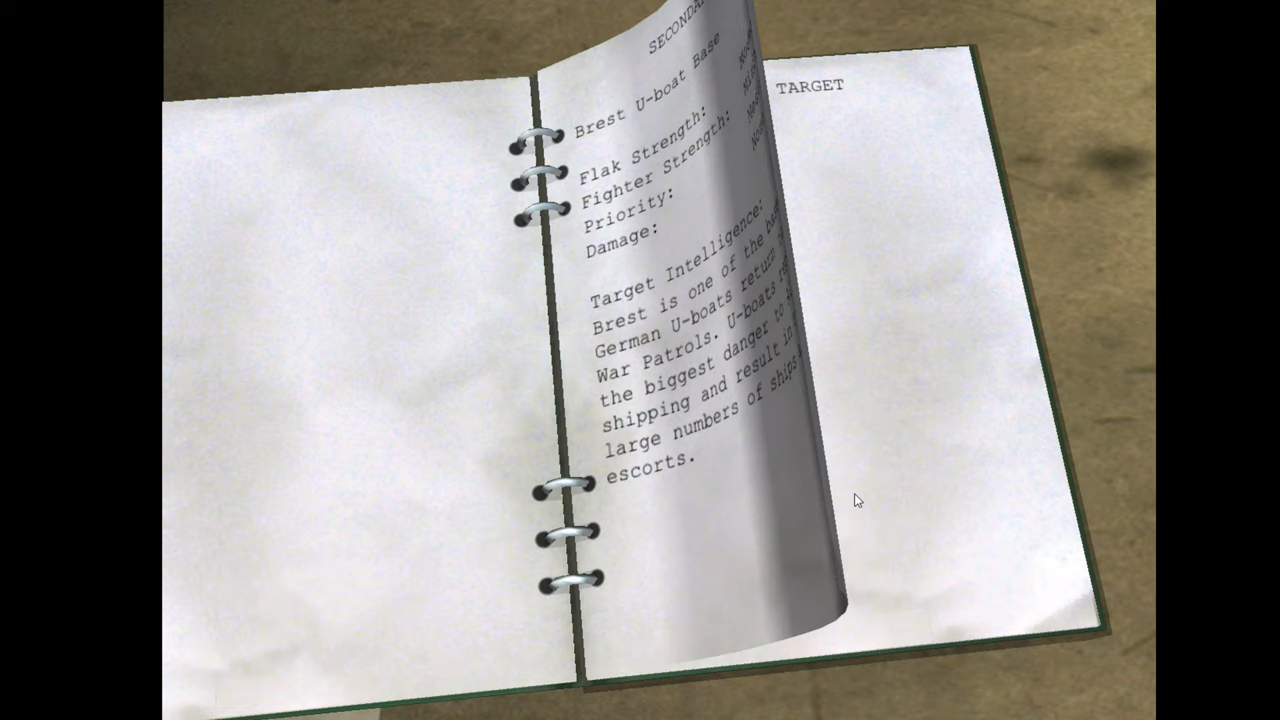 SECONDA
Brest U-boat Base
Flak Strength:
Fighter Strength:
Priority:
Damage:
Target Intelligence:
Brest is one of the
German U-boats return
War Patrols. U-boats
the biggest danger to
shipping and result in
large numbers of ships
escorts.
TARGET